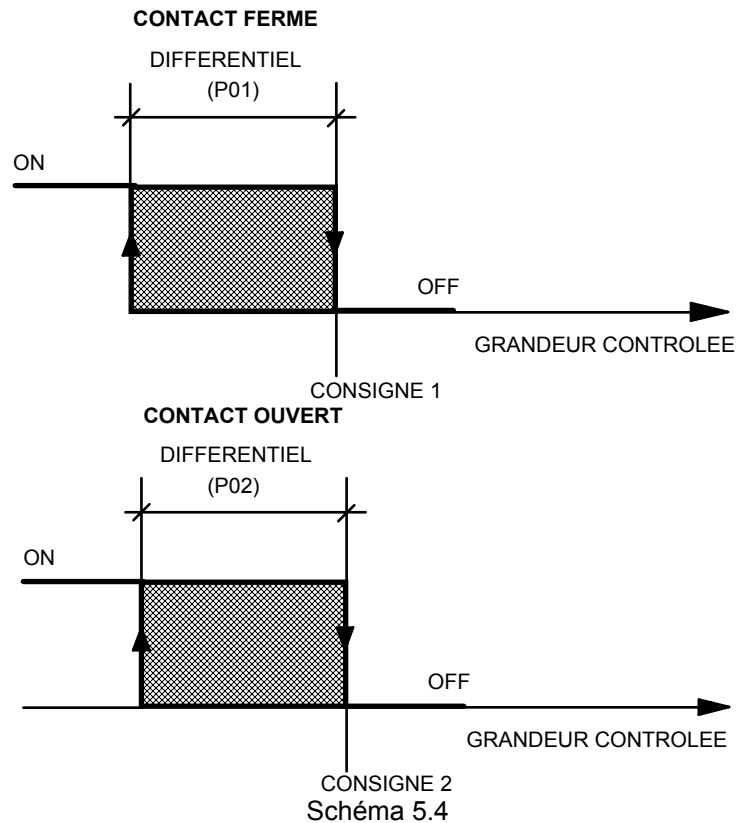 CONTACT FERME
DIFFERENTIEL
(P01)
ON
OFF
GRANDEUR CONTROLEE
CONSIGNE 1
CONTACT OUVERT
DIFFERENTIEL
(P02)
ON
OFF
GRANDEUR CONTROLEE
CONSIGNE 2
Schéma 5.4